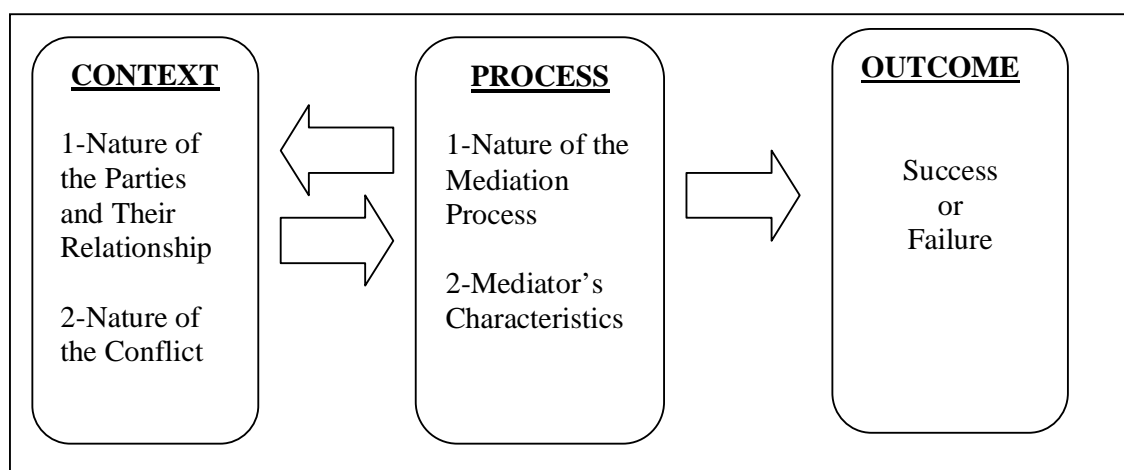 CONTEXT
1-Nature of
the Parties
and Their
Relationship
2-Nature of
the Conflict
PROCESS
1-Nature of the
Mediation
Process
2-Mediator’s
Characteristics
OUTCOME
Success
or
Failure